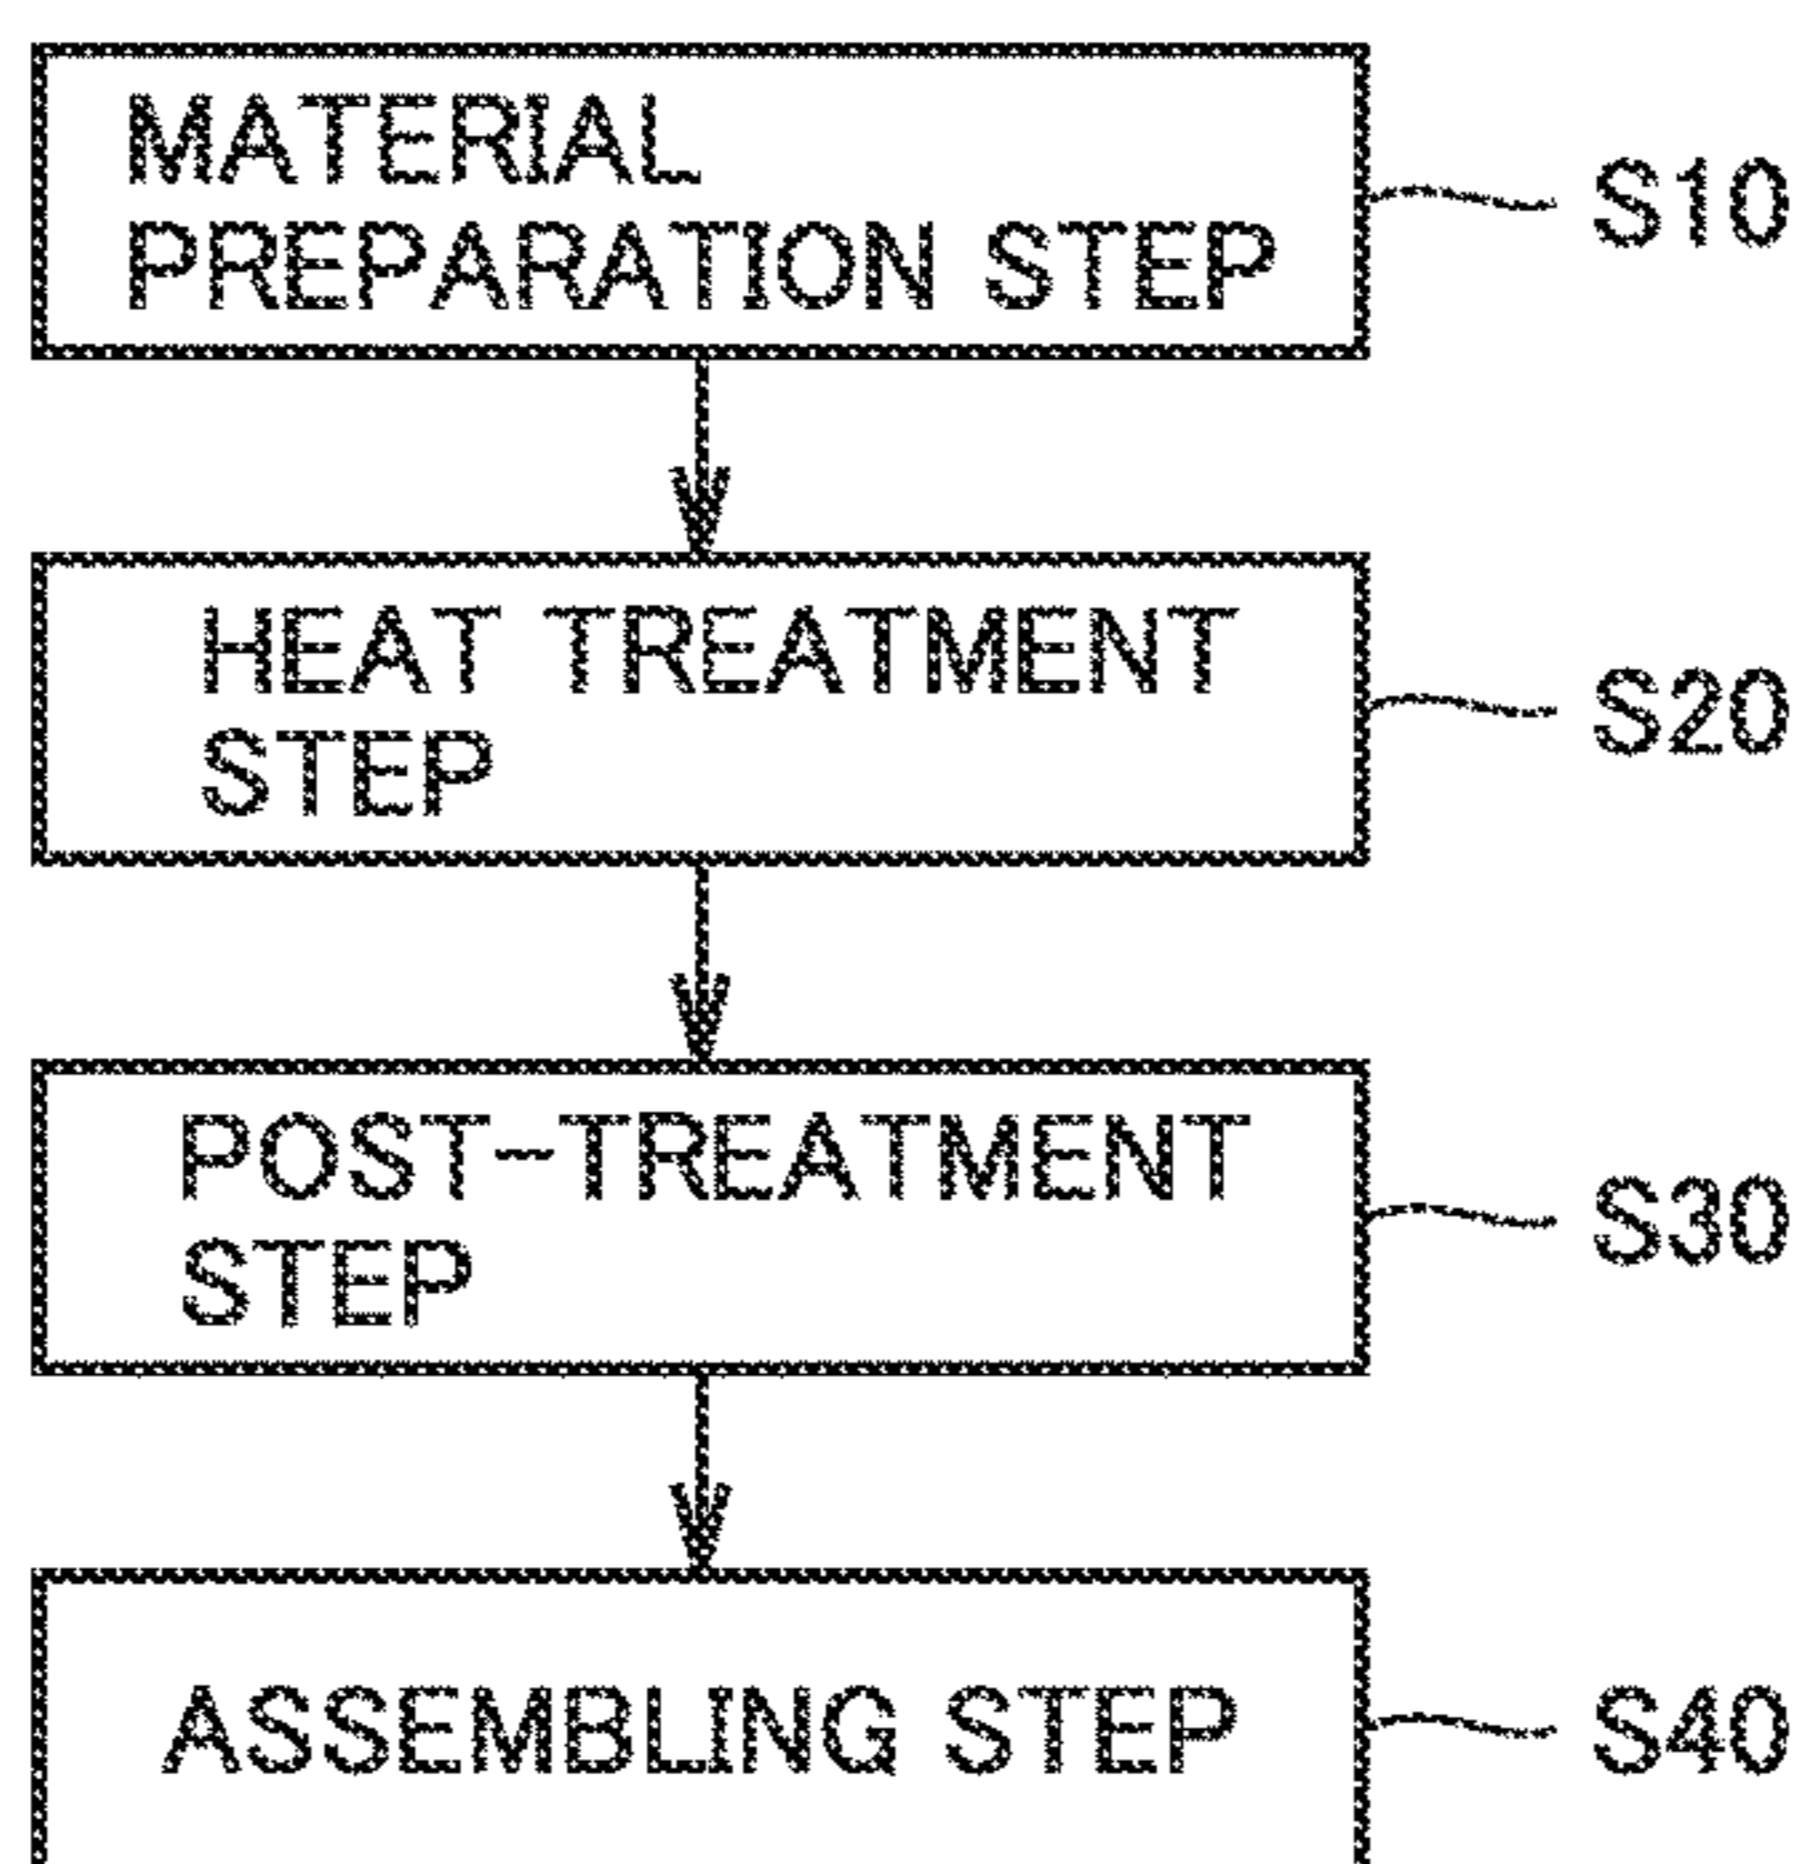 MATERIAL
PREPARATION STEP
S10
HEAT TREATMENT
STEP
S20
POST-TREATMENT
STEP
S30
ASSEMBLING STEP
S40